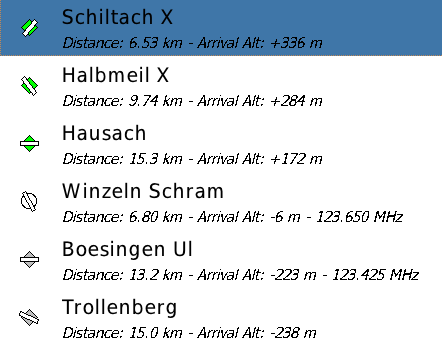 Schiltach X
Distance: 6.53 km - Arrival Alt: +336 m
Halbmeil X
Distance: 9.74 km - Arrival Alt: +284 m
Hausach
Distance: 15.3 km - Arrival Alt: +172 m
Winzeln Schram
Distance: 6.80 km - Arrival Alt: -6 m - 123.650 MHz
Boesingen Ul
Distance: 13.2 km - Arrival Alt: -223 m - 123.425 MHz
Trollenberg
Distance: 15.0 km - Arrival Alt: -238 m